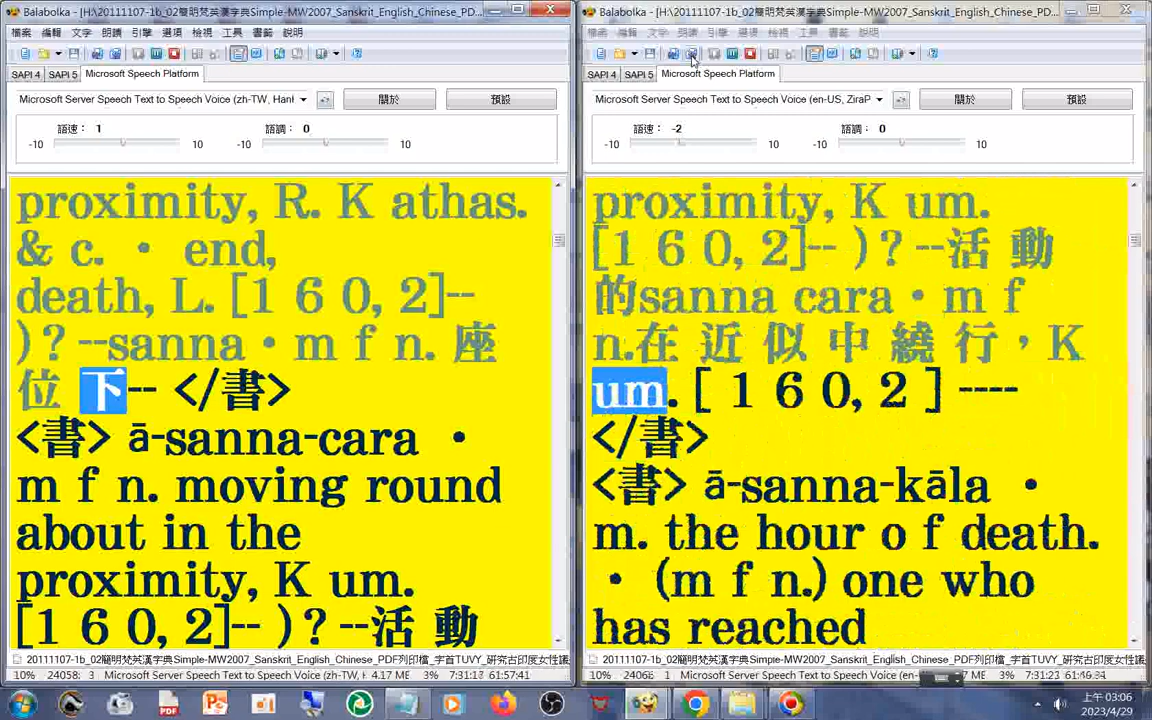 Balabolka - [H:\20111107-1b_02簡明梵英漢字典Simple-MW2007_Sanskrit_English_Chinese_PD...
檔案 編輯 文字 朗讀 引擎 選項 檢視 工具 書籤 說明
SAPI 4 SAPI 5 Microsoft Speech Platform
Microsoft Server Speech Text to Speech Voice (zh-TW, Hanl
關於 預設
語速： 1 語調： 0
-10 10 -10 10
proximity, R. K athas.
& c. • end,
death, L. [1 6 0, 2]--
)? --sanna • m f n. 座
位 下-- </書>
<書> ā-sanna-cara •
m f n. moving round
about in the
proximity, K um.
[1 6 0, 2]-- )? --活 動
20111107-1b_02簡明梵英漢字典Simple-MW2007_Sanskrit_English_Chinese_PDF列印檔_字首TUVY_研究古印度女性議
10% 24058: 3 Microsoft Server Speech Text to Speech Voice (zh-TW, H 4.17 ME 3% 7:31:17 61:57:41
Balabolka - [H:\20111107-1b_02簡明梵英漢字典Simple-MW2007_Sanskrit_English_Chinese_PD...
檔案 編輯 文字 朗讀 引擎 選項 檢視 工具 書籤 說明
SAPI 4 SAPI 5 Microsoft Speech Platform
Microsoft Server Speech Text to Speech Voice (en-US, ZiraP
關於 預設
語速： -2 語調： 0
-10 10 -10 10
proximity, K um.
[1 6 0, 2]-- )? --活 動
的sanna cara • m f
n.在 近 似 中 繞 行，K
um. [ 1 6 0, 2 ] ----
</書>
<書> ā-sanna-kāla •
m. the hour o f death.
• (m f n.) one who
has reached
20111107-1b_02簡明梵英漢字典Simple-MW2007_Sanskrit_English_Chinese_PDF列印檔_字首TUVY_研究古印度女性議
10% 24068: 1 Microsoft Server Speech Text to Speech Voice (en- 4.17 ME 3% 7:31:23
上午 03:06
2023/4/29